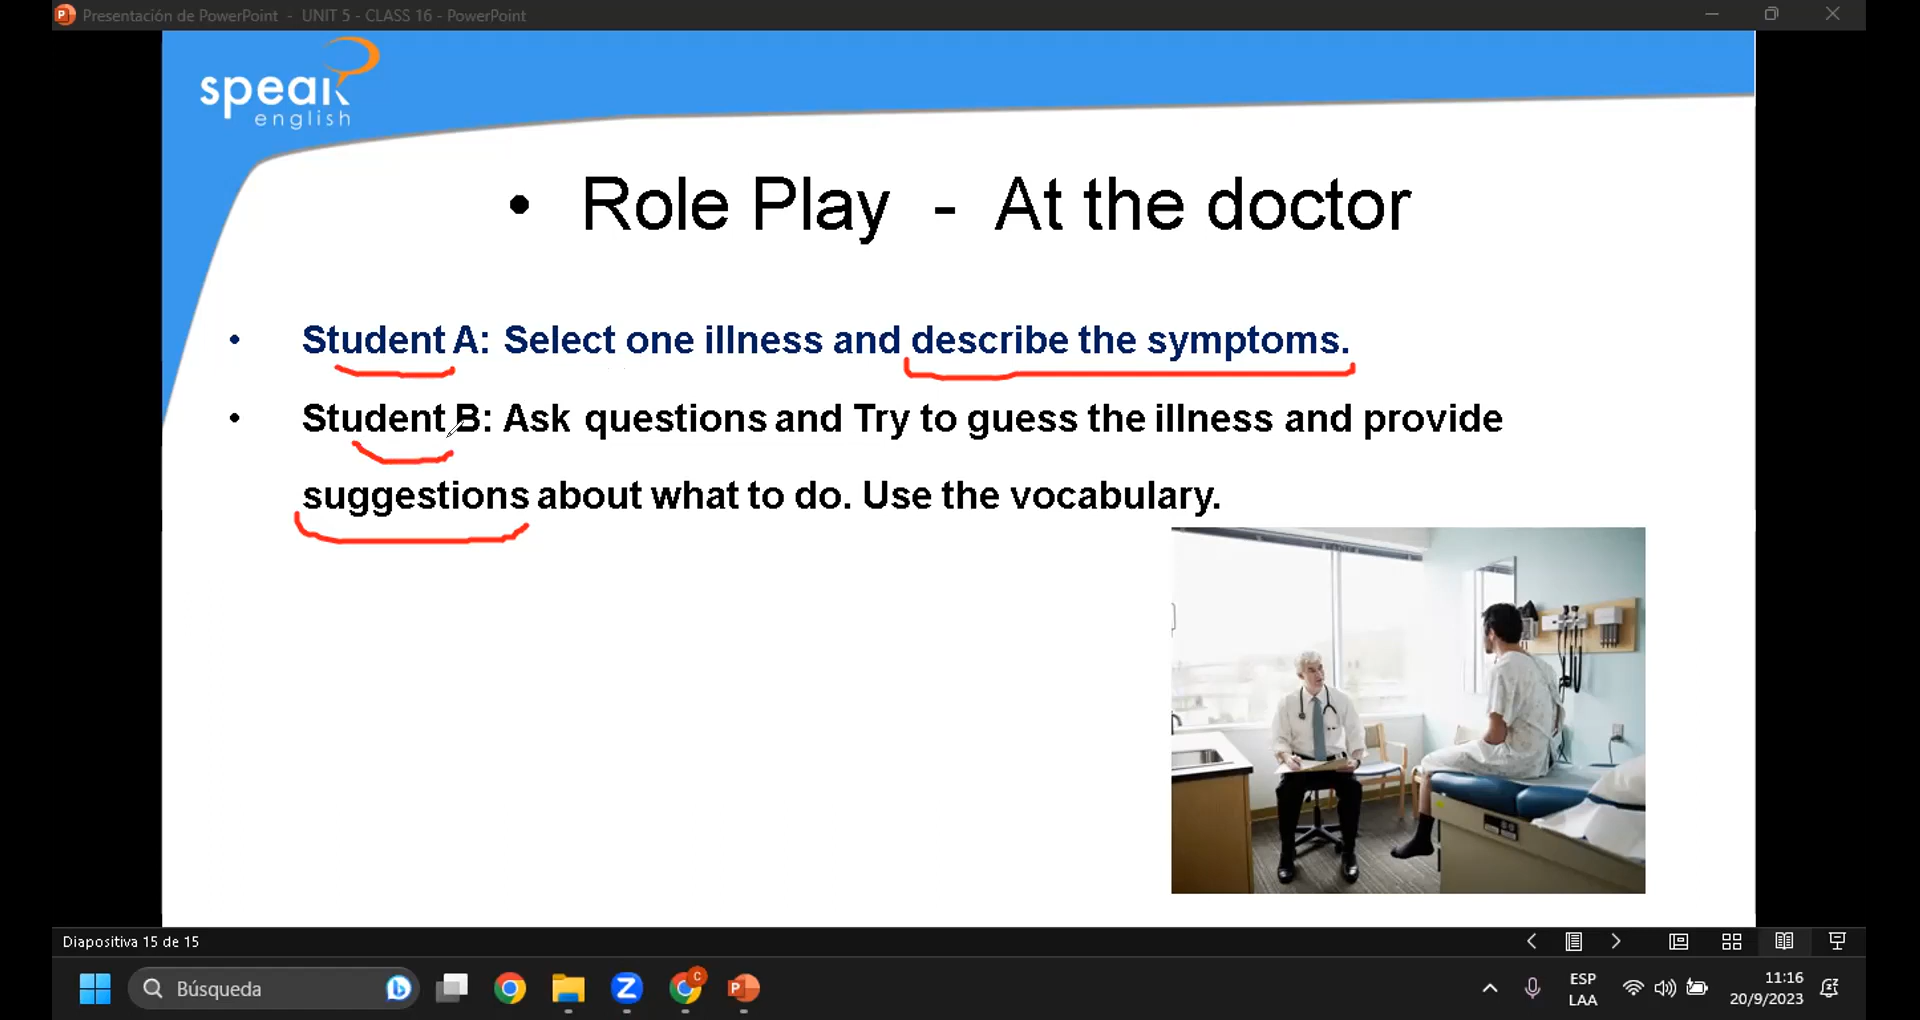 Presentación de PowerPoint - UNIT 5 - CLASS 16 - PowerPoint
speak
english
• Role Play - At the doctor
• Student A: Select one illness and describe the symptoms.
• Student B: Ask questions and Try to guess the illness and provide
suggestions about what to do. Use the vocabulary.
Diapositiva 15 de 15
Búsqueda
ESP
LAA
11:16
20/9/2023